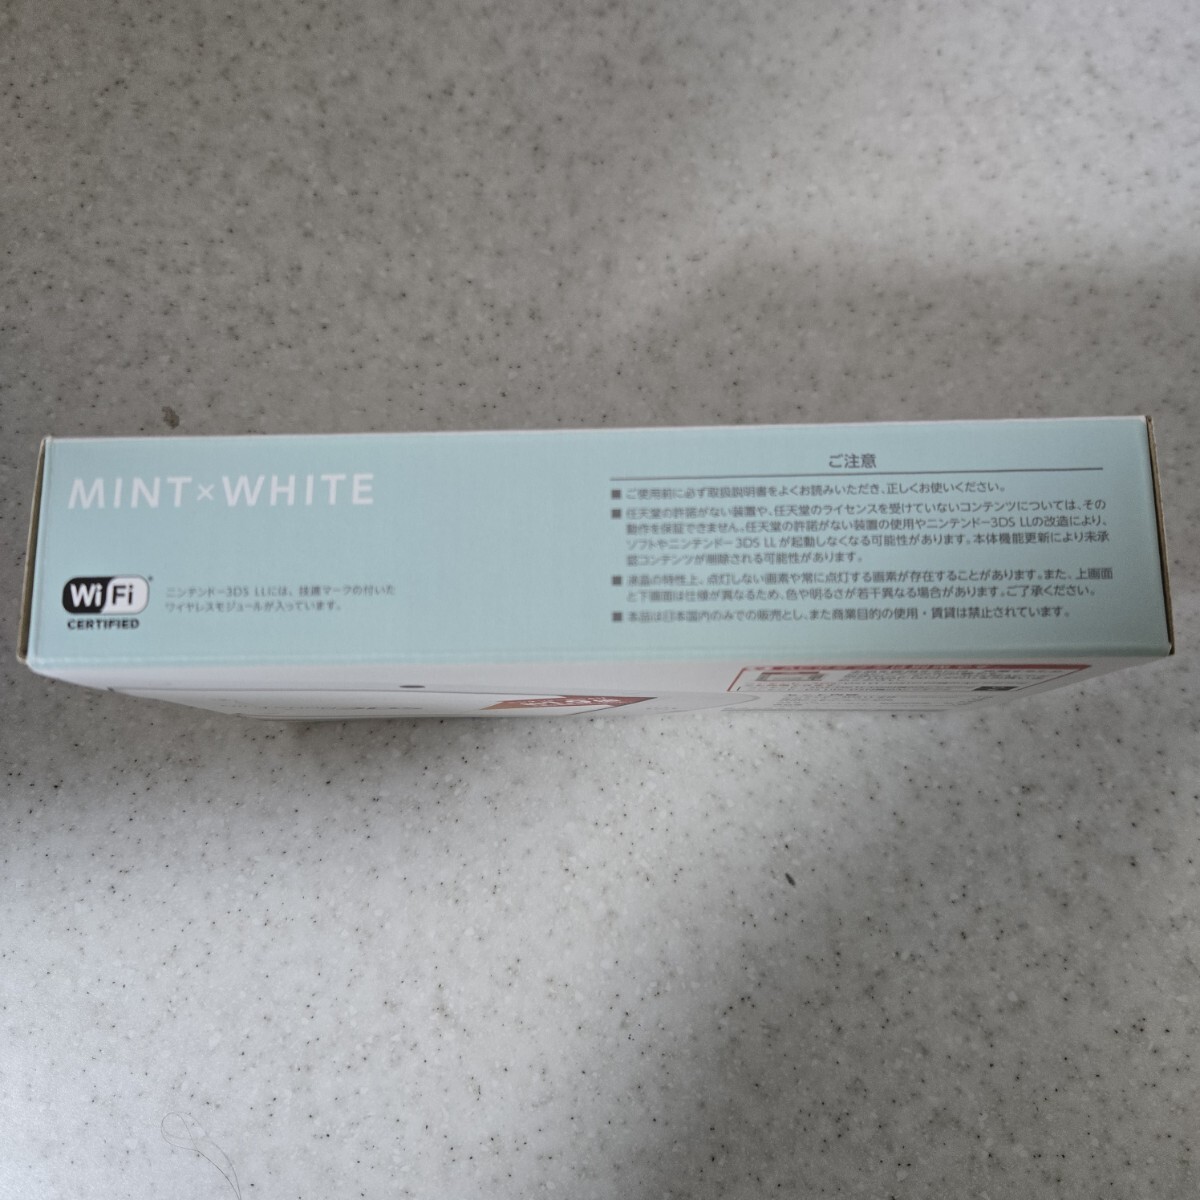 MINT×WHITE
Wi Fi
CERTIFIED
ニンテンドー3DS LLには、技適マークの付いた
ワイヤレスモジュールが入っています。
ご注意
■ ご使用前に必ず取扱説明書をよくお読みいただき、正しくお使いください。
■ 任天堂の許諾がない装置や、任天堂のライセンスを受けていないコンテンツについては、その
動作を保証できません。任天堂の許諾がない装置の使用やニンテンドー3DS LLの改造により、
ソフトやニンテンドー3DS LL が起動しなくなる可能性があります。本体機能更新により未承
認コンテンツが削除される可能性があります。
■ 液晶の特性上、点灯しない画素や常に点灯する画素が存在することがあります。また、上画面
と下画面は仕様が異なるため、色や明るさが若干異なる場合があります。ご了承ください。
■ 本品は日本国内のみでの販売とし、また商業目的の使用・賃貸は禁止されています。